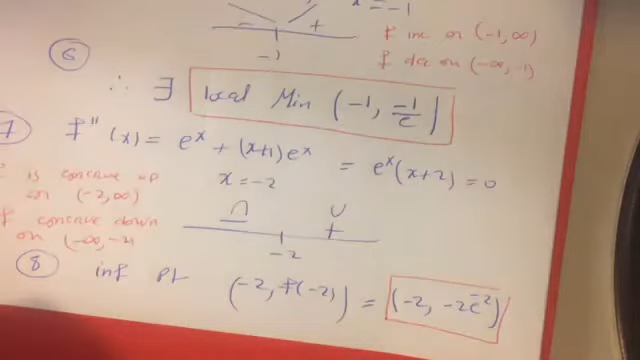 x = -1
- +
-1
f inc on (-1, ∞)
f dec on (-∞, -1)
6
∴ ∃ local Min (-1, -1/e)
7 f''(x) = e^x + (x+1)e^x = e^x(x+2) = 0
x = -2
is concave up
on (-2, ∞)
f concave down
on (-∞, -2)
∩ ∪
- +
-2
8 inf pt (-2, f(-2)) = (-2, -2e^-2)